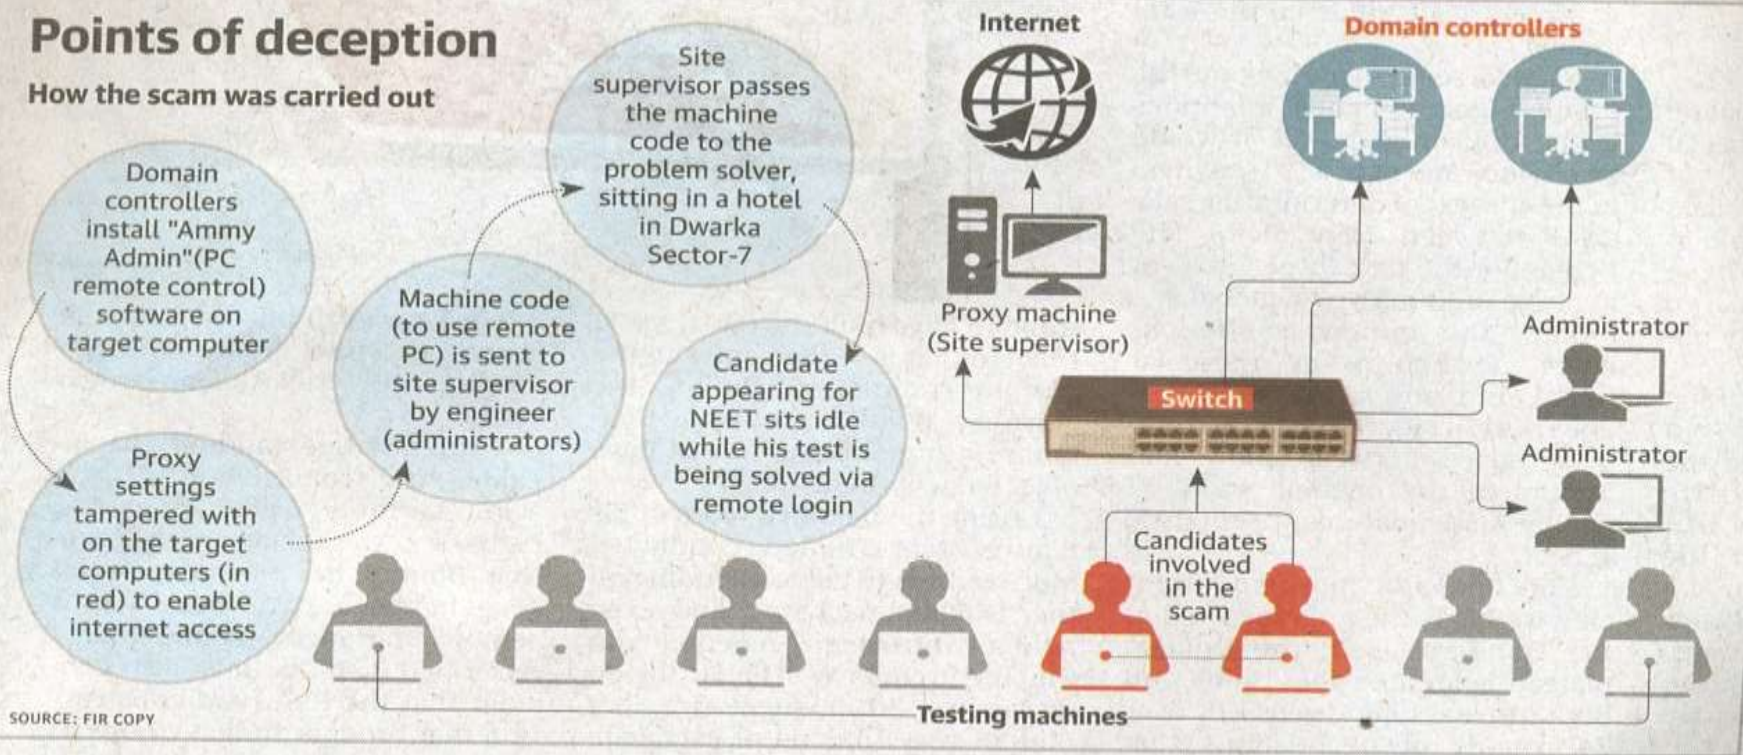 Points of deception
How the scam was carried out
Domain
controllers
install "Ammy
Admin"(PC
remote control)
software on
target computer
Proxy
settings
tampered with
on the target
computers (in
red) to enable
internet access
Machine code
(to use remote
PC) is sent to
site supervisor
by engineer
(administrators)
Site
supervisor passes
the machine
code to the
problem solver,
sitting in a hotel
in Dwarka
Sector-7
Candidate
appearing for
NEET sits idle
while his test is
being solved via
remote login
Internet
Domain controllers
Proxy machine
(Site supervisor)
Switch
Administrator
Administrator
Candidates
involved
in the
scam
Testing machines
SOURCE: FIR COPY